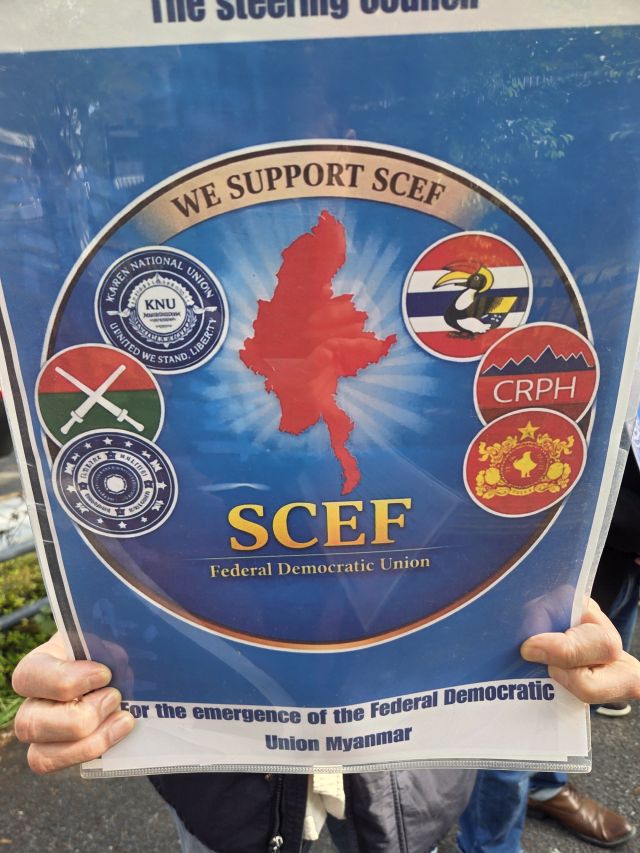 The Steering Council
WE SUPPORT SCEF
KAREN NATIONAL UNION
KNU
UNITED WE STAND, LIBERTY
CRPH
SCEF
Federal Democratic Union
For the emergence of the Federal Democratic
Union Myanmar